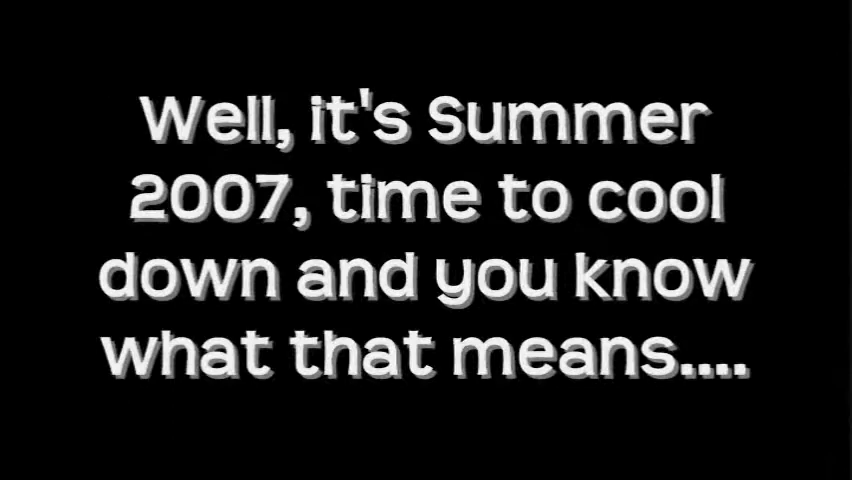 Well, it's Summer
2007, time to cool
down and you know
what that means....